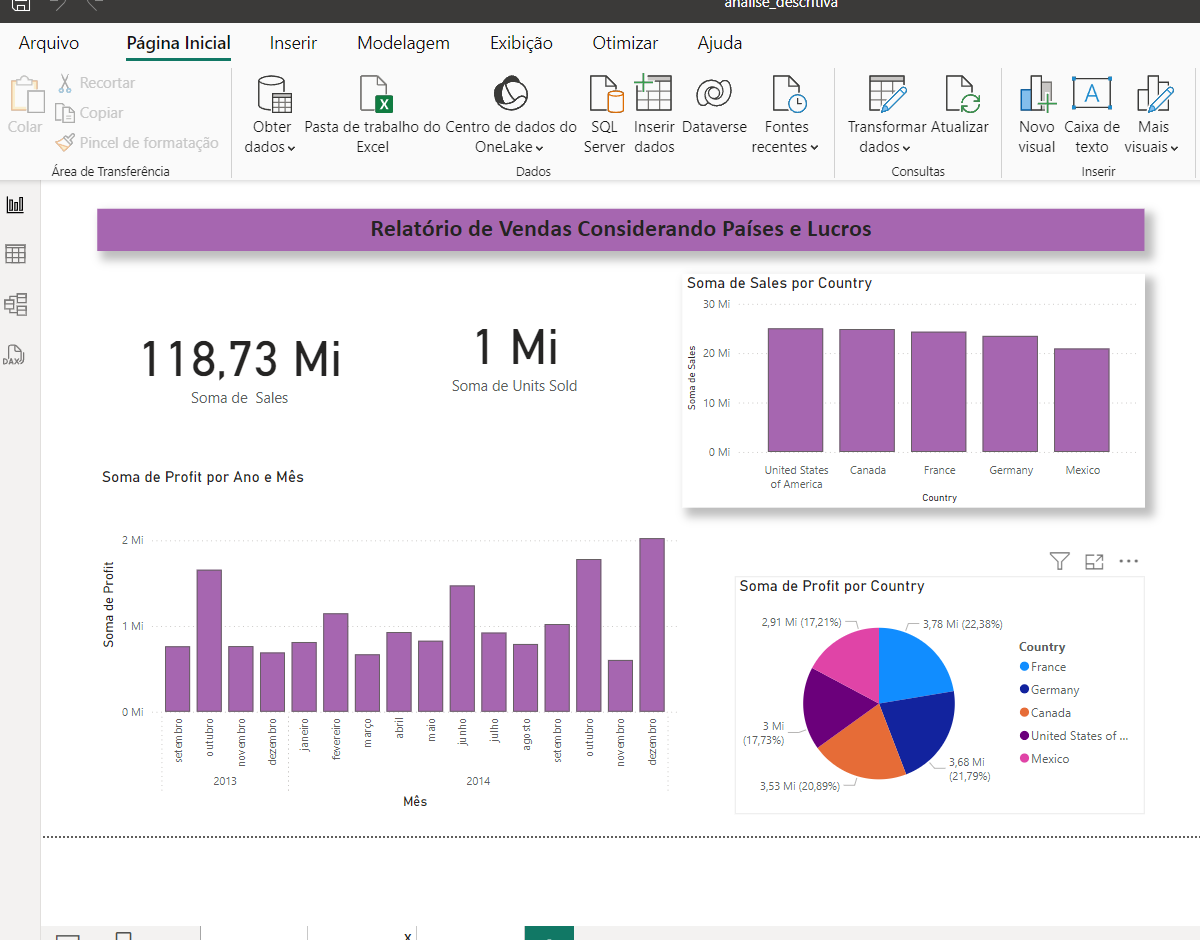 analise_descritiva
Arquivo Página Inicial Inserir Modelagem Exibição Otimizar Ajuda
Colar
Recortar
Copiar
Pincel de formatação
Área de Transferência
Obter dados
Pasta de trabalho do Excel
Centro de dados do OneLake
SQL Server
Inserir dados
Dataverse
Fontes recentes
Dados
Transformar dados
Atualizar
Consultas
Novo visual
Caixa de texto
Mais visuais
Inserir
DAX
Relatório de Vendas Considerando Países e Lucros
118,73 Mi
Soma de Sales
1 Mi
Soma de Units Sold
Soma de Sales por Country
Soma de Sales
30 Mi
20 Mi
10 Mi
0 Mi
United States of America
Canada
France
Germany
Mexico
Country
Soma de Profit por Ano e Mês
Soma de Profit
2 Mi
1 Mi
0 Mi
setembro
outubro
novembro
dezembro
janeiro
fevereiro
março
abril
maio
junho
julho
agosto
setembro
outubro
novembro
dezembro
2013
2014
Mês
Soma de Profit por Country
2,91 Mi (17,21%)
3,78 Mi (22,38%)
3 Mi
(17,73%)
3,68 Mi
(21,79%)
3,53 Mi (20,89%)
Country
France
Germany
Canada
United States of ...
Mexico